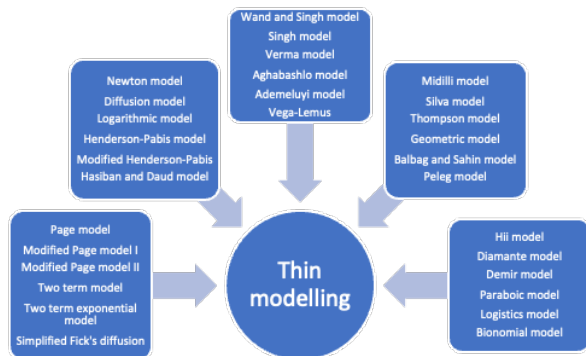 Wand and Singh model
Singh model
Verma model
Aghabashlo model
Ademeluyi model
Vega-Lemus
Newton model
Diffusion model
Logarithmic model
Henderson-Pabis model
Modified Henderson-Pabis
Hasiban and Daud model
Midilli model
Silva model
Thompson model
Geometric model
Balbag and Sahin model
Peleg model
Page model
Modified Page model I
Modified Page model II
Two term model
Two term exponential
model
Simplified Fick's diffusion
Thin
modelling
Hii model
Diamante model
Demir model
Paraboic model
Logistics model
Bionomial model